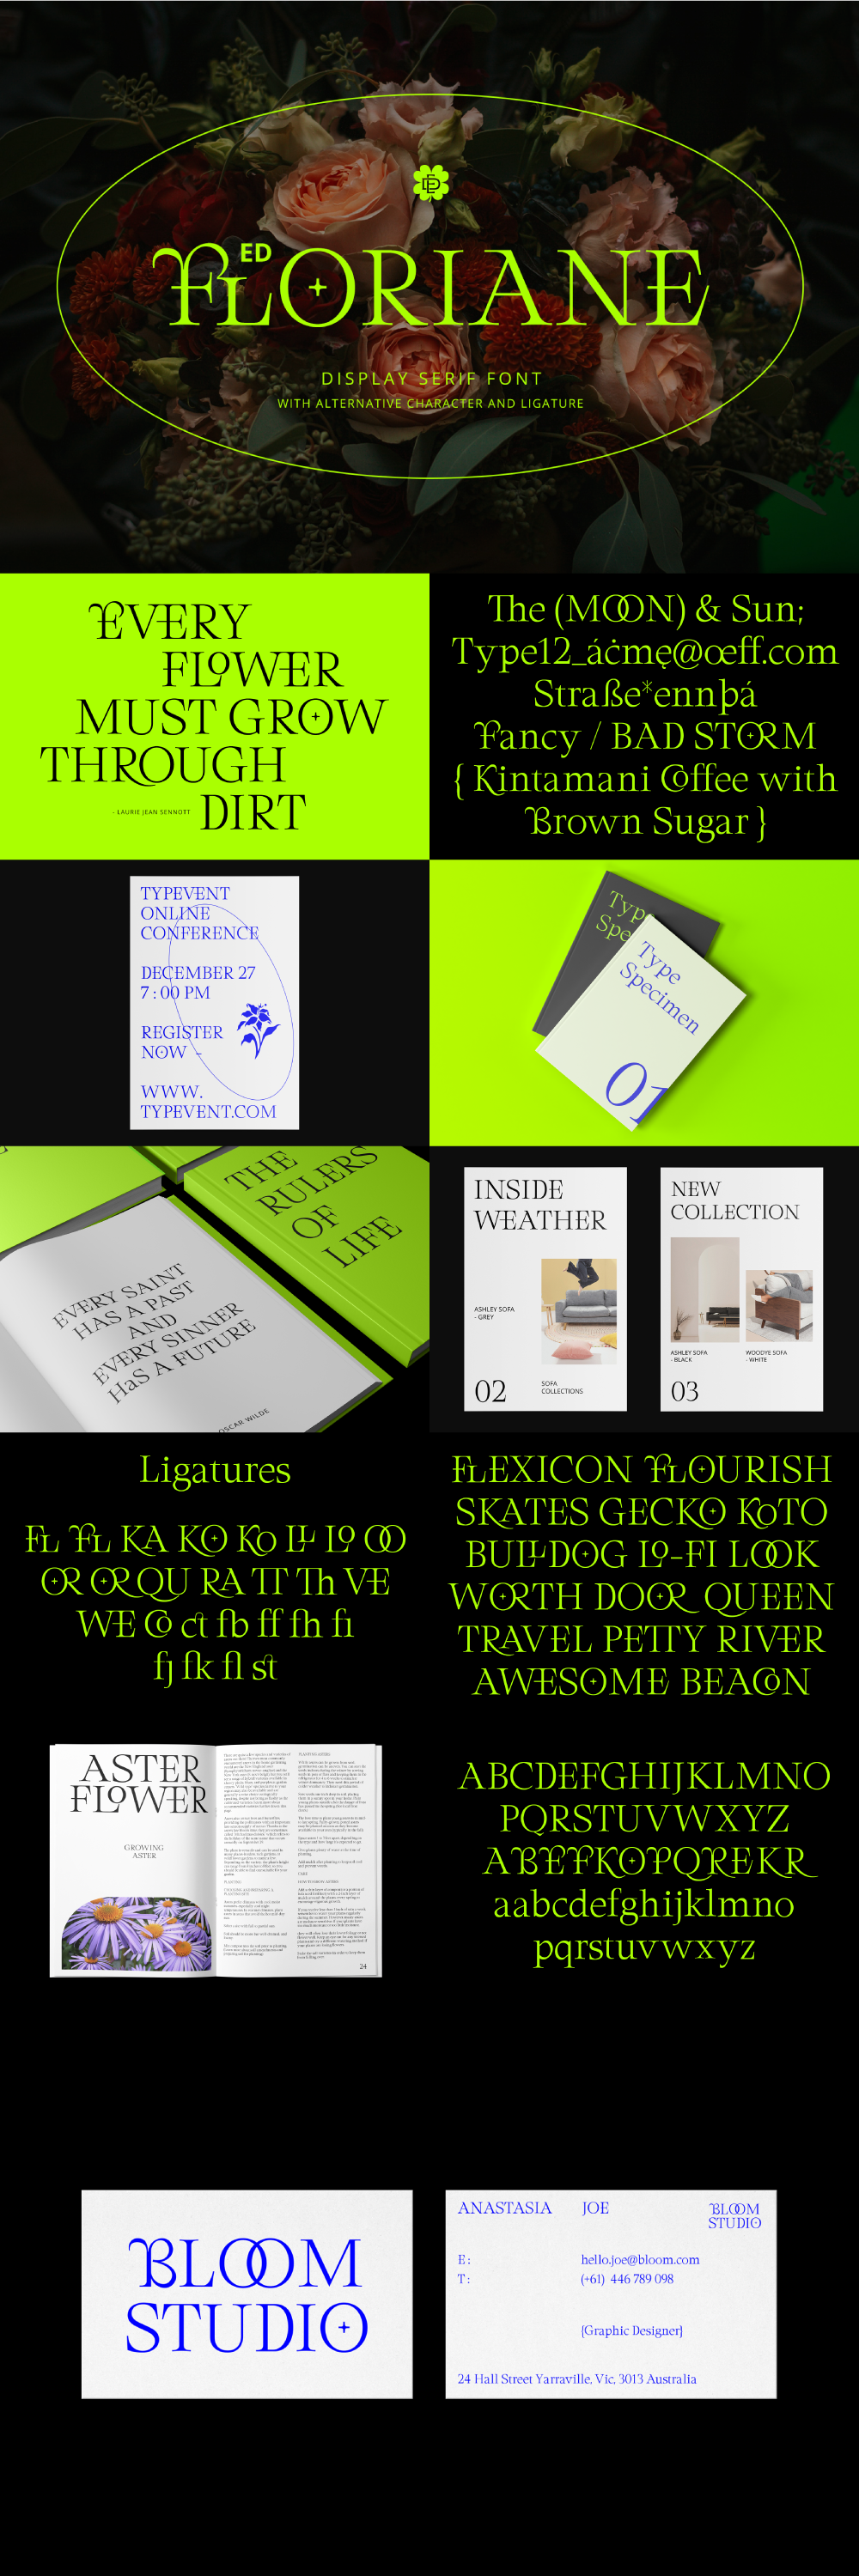 ED
FLORIANE
DISPLAY SERIF FONT
WITH ALTERNATIVE CHARACTER AND LIGATURE
EVERY
FLOWER
MUST GROW
THROUGH
DIRT
- LAURIE JEAN SENNOTT
The (MOON) & Sun;
Type12_áċmę@œff.com
Straße*ennþá
Fancy / BAD STORM
{ Kintamani Coffee with
Brown Sugar }
TYPEVENT
ONLINE
CONFERENCE
DECEMBER 27
7 : 00 PM
REGISTER
NOW -
WWW.
TYPEVENT.COM
Type
Spe
Type
Specimen
01
THE
RULERS
OF
LIFE
EVERY SAINT
HAS A PAST
AND
EVERY SINNER
HaS A FUTURE
OSCAR WILDE
INSIDE
WEATHER
ASHLEY SOFA
- GREY
02
SOFA
COLLECTIONS
NEW
COLLECTION
ASHLEY SOFA
- BLACK
WOODYE SOFA
- WHITE
03
Ligatures
FL FL KA KO Ko LL LO OO
OR OR QU RA TT Th VE
WE Co ct fb ff fh fi
fj fk fl st
FLEXICON FLOURISH
SKATES GECKO KoTO
BULLDOG LO-FI LOOK
WORTH DOOR QUEEN
TRAVEL PETTY RIVER
AWESOME BEACON
ASTER
FLOWER
GROWING
ASTER
24
ABCDEFGHIJKLMNO
PQRSTUVWXYZ
ABEFKOPQREKR
aabcdefghijklmno
pqrstuvwxyz
BLOOM
STUDIO
ANASTASIA JOE
BLOOM
STUDIO
E : hello.joe@bloom.com
T : (+61) 446 789 098
{Graphic Designer}
24 Hall Street Yarraville, Vic, 3013 Australia